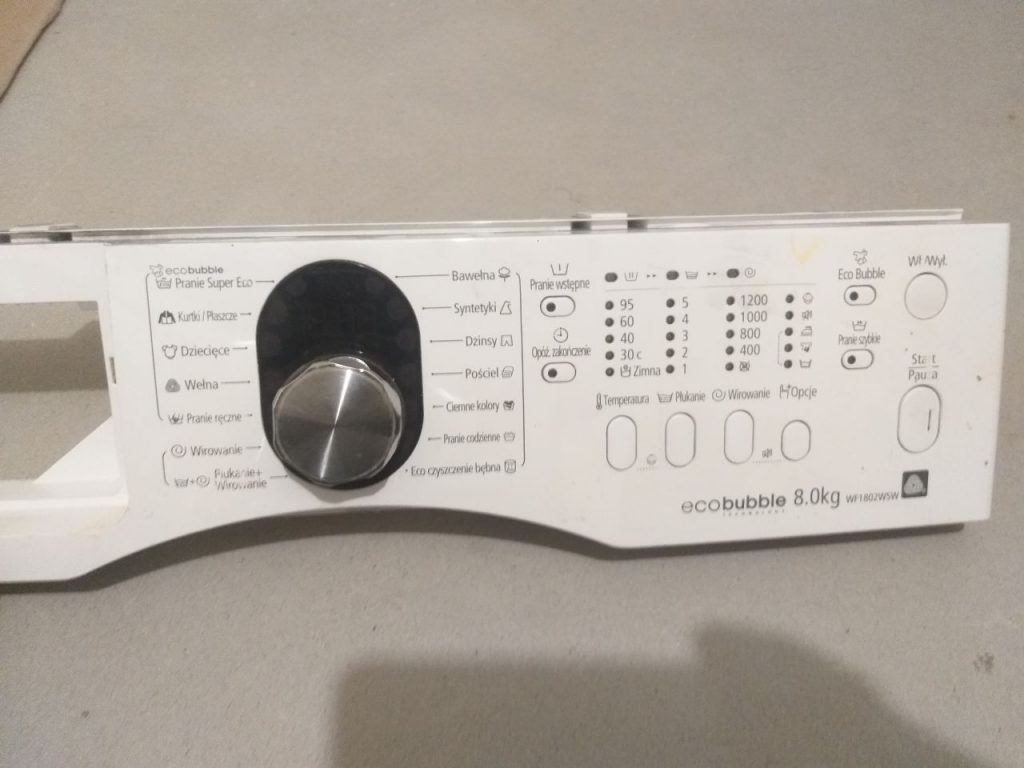 ecobubble
Pranie Super Eco
Kurtki / Płaszcze
Dziecięce
Wełna
Pranie ręczne
Wirowanie
Płukanie+
Wirowanie
Bawełna
Syntetyki
Dżinsy
Pościel
Ciemne kolory
Pranie codzienne
Eco czyszczenie bębna
Pranie wstępne
Opóź. zakończenie
95
60
40
30 c
Zimna
5
4
3
2
1
1200
1000
800
400
Temperatura
Płukanie
Wirowanie
Opcje
Eco Bubble
Pranie szybkie
Wł/Wył.
Start
Pauza
ecobubble 8.0kg WF1802WSW
TECHNOLOGY